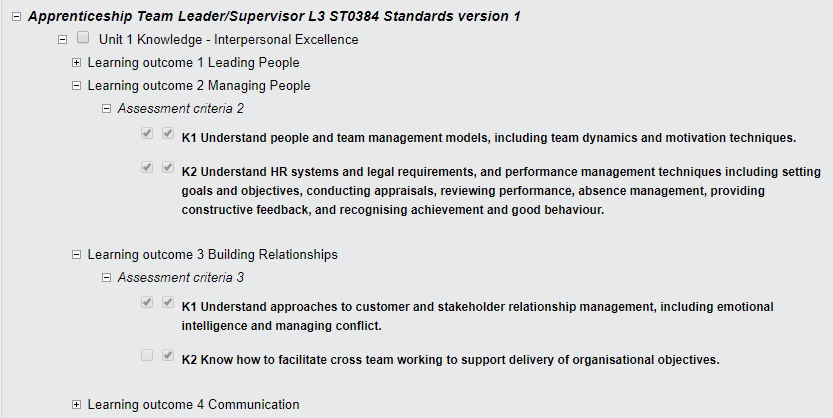 Apprenticeship Team Leader/Supervisor L3 ST0384 Standards version 1
Unit 1 Knowledge - Interpersonal Excellence
Learning outcome 1 Leading People
Learning outcome 2 Managing People
Assessment criteria 2
K1 Understand people and team management models, including team dynamics and motivation techniques.
K2 Understand HR systems and legal requirements, and performance management techniques including setting
goals and objectives, conducting appraisals, reviewing performance, absence management, providing
constructive feedback, and recognising achievement and good behaviour.
Learning outcome 3 Building Relationships
Assessment criteria 3
K1 Understand approaches to customer and stakeholder relationship management, including emotional
intelligence and managing conflict.
K2 Know how to facilitate cross team working to support delivery of organisational objectives.
Learning outcome 4 Communication